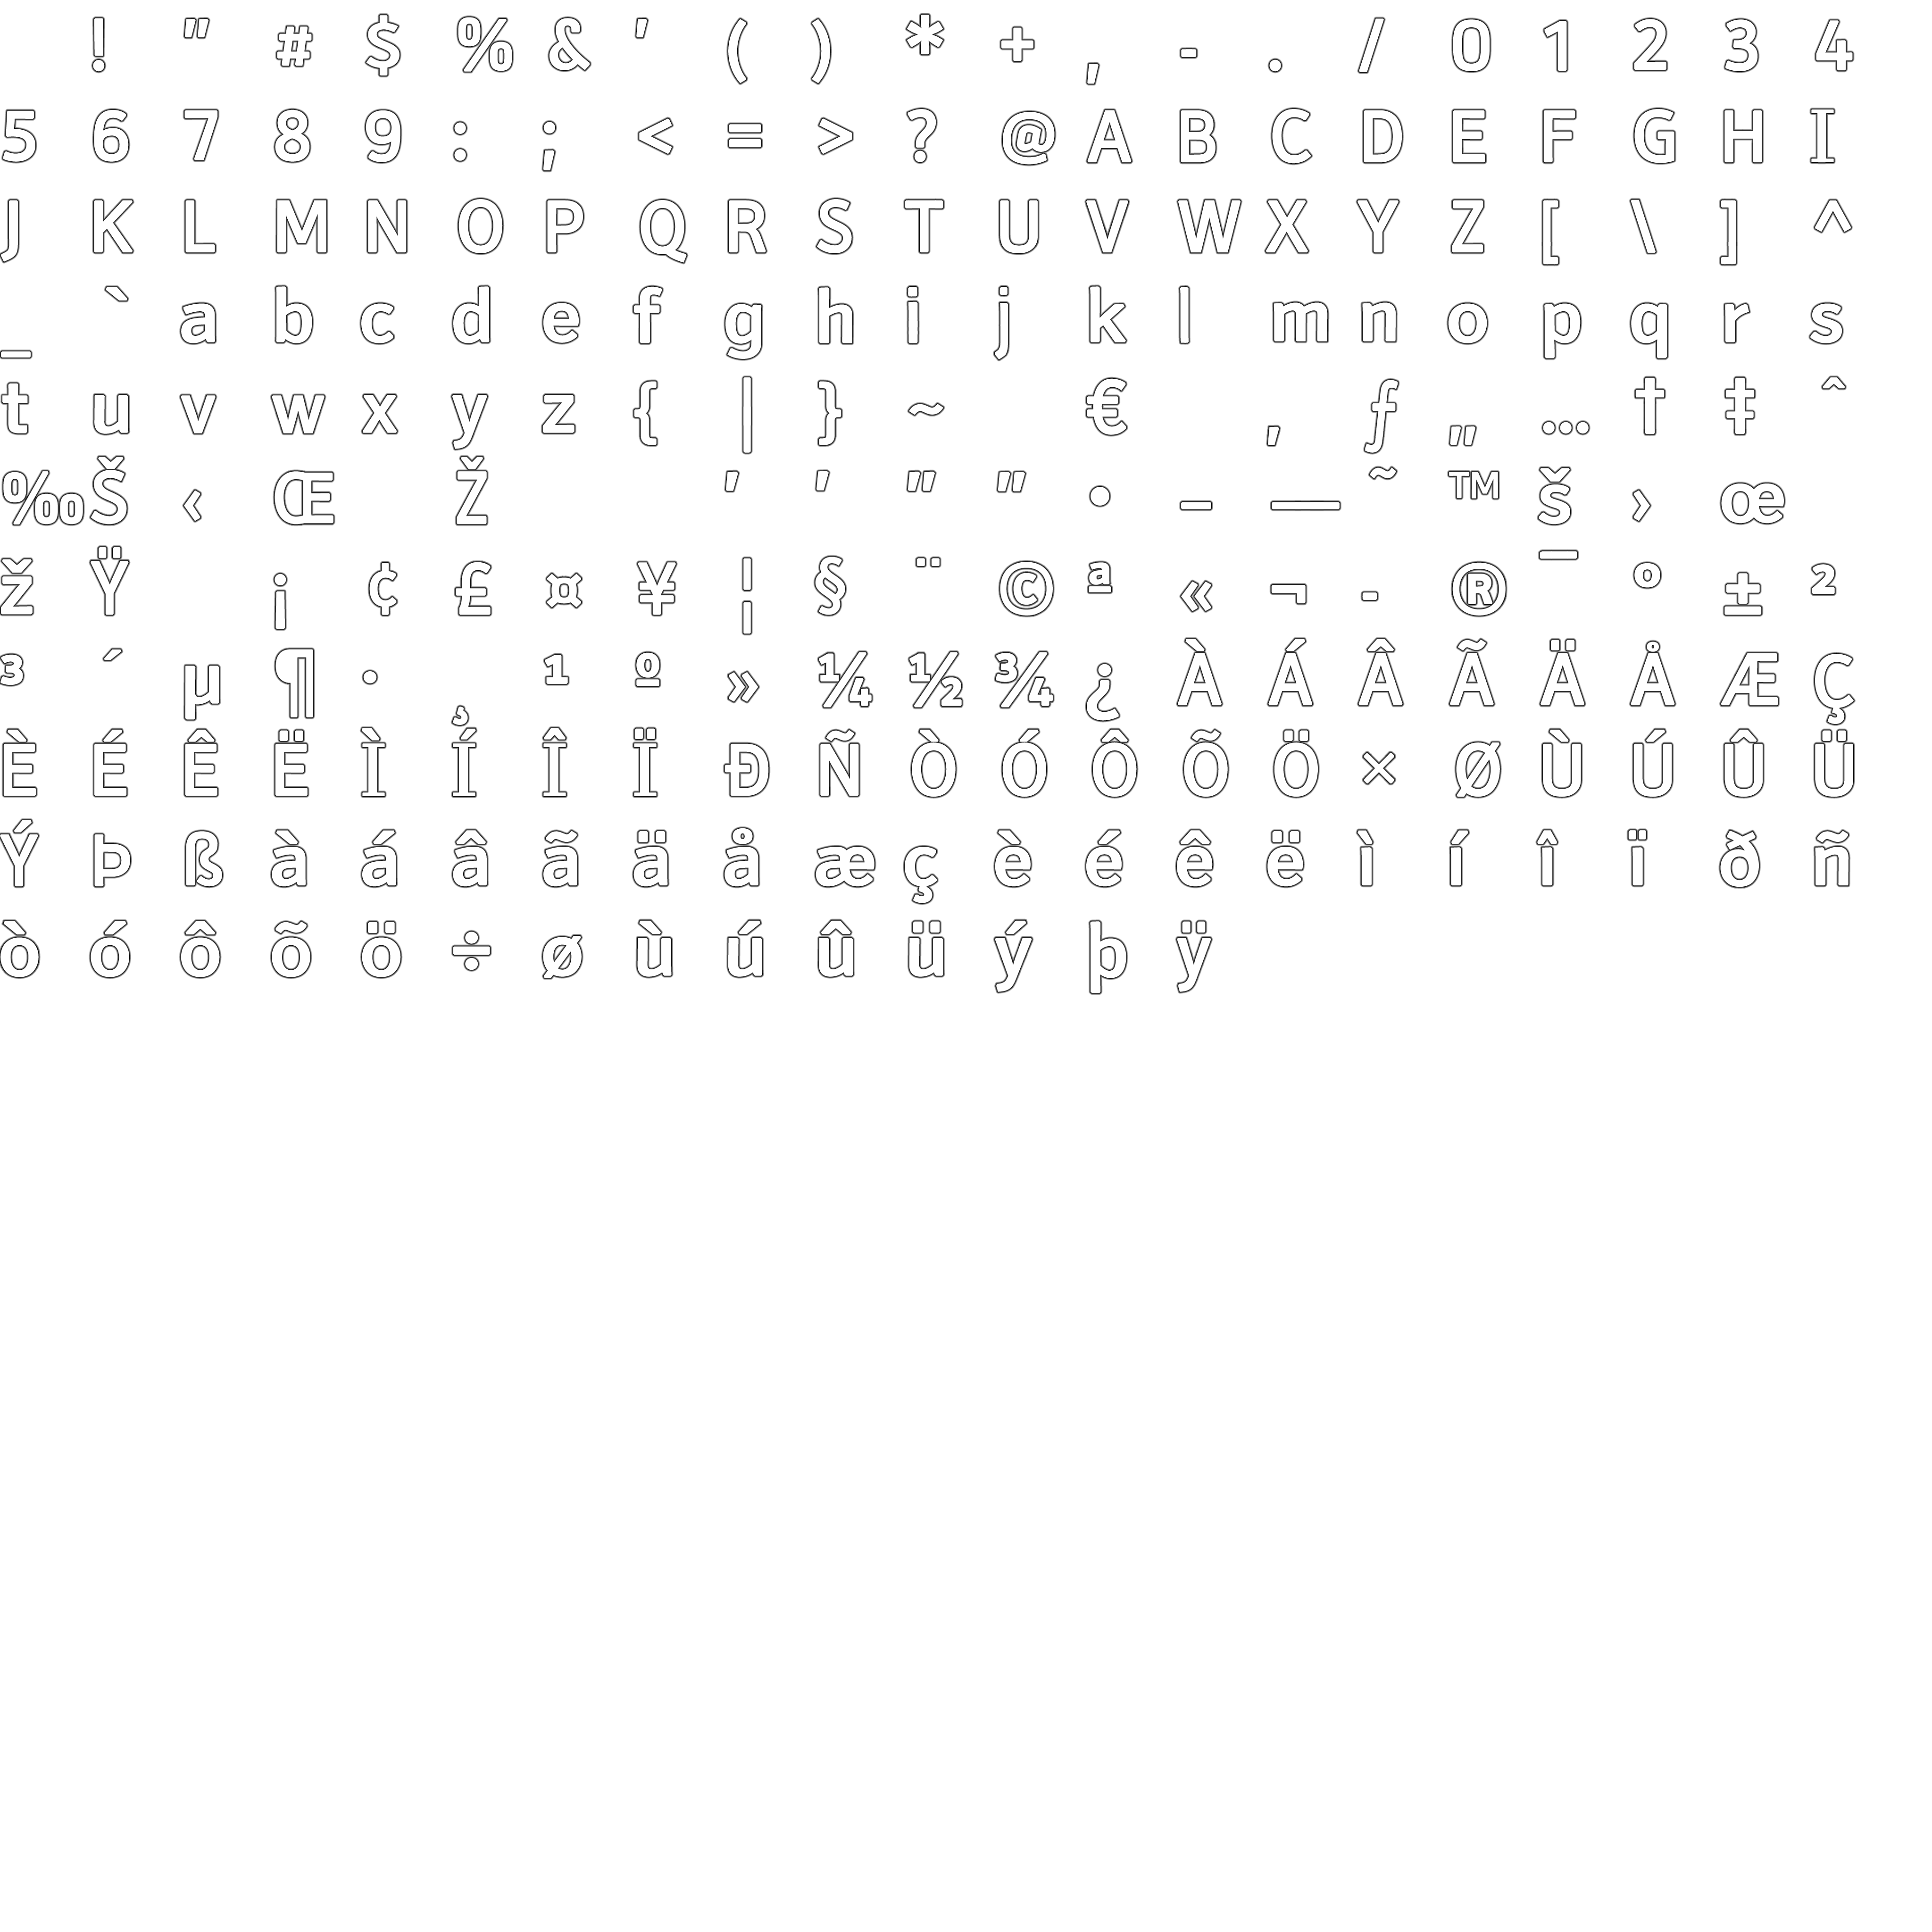 ! " # $ % & ' ( ) * + , - . / 0 1 2 3 4
5 6 7 8 9 : ; < = > ? @ A B C D E F G H I
J K L M N O P Q R S T U V W X Y Z [ \ ] ^
_ ` a b c d e f g h i j k l m n o p q r s
t u v w x y z { | } ~ € ‚ ƒ „ … † ‡ ˆ
‰ Š ‹ Œ Ž ‘ ’ “ ” • – — ˜ ™ š › œ
ž Ÿ ¡ ¢ £ ¤ ¥ ¦ § ¨ © ª « ¬ - ® ¯ ° ± ²
³ ´ µ ¶ · ¸ ¹ º » ¼ ½ ¾ ¿ À Á Â Ã Ä Å Æ Ç
È É Ê Ë Ì Í Î Ï Ð Ñ Ò Ó Ô Õ Ö × Ø Ù Ú Û Ü
Ý Þ ß à á â ã ä å æ ç è é ê ë ì í î ï ð ñ
ò ó ô õ ö ÷ ø ù ú û ü ý þ ÿ